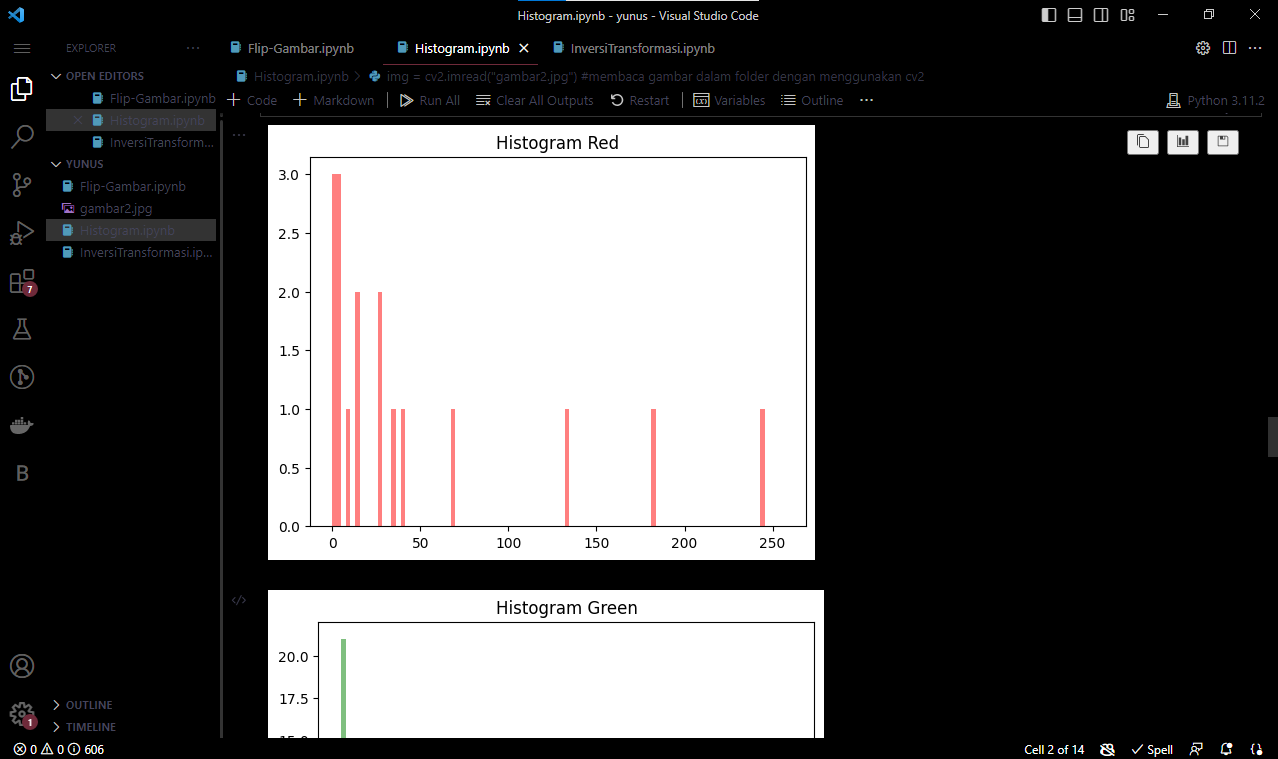 Histogram.ipynb - yunus - Visual Studio Code
EXPLORER
Flip-Gambar.ipynb
Histogram.ipynb
InversiTransformasi.ipynb
OPEN EDITORS
Flip-Gambar.ipynb
Histogram.ipynb
InversiTransform...
YUNUS
Flip-Gambar.ipynb
gambar2.jpg
Histogram.ipynb
InversiTransformasi.ip...
OUTLINE
TIMELINE
7
B
1
Histogram.ipynb > img = cv2.imread("gambar2.jpg") #membaca gambar dalam folder dengan menggunakan cv2
+ Code + Markdown | Run All Clear All Outputs Restart | Variables Outline ... Python 3.11.2
Histogram Red
3.0
2.5
2.0
1.5
1.0
0.5
0.0
0 50 100 150 200 250
Histogram Green
20.0
17.5
15.0
0 0 606
Cell 2 of 14 Spell